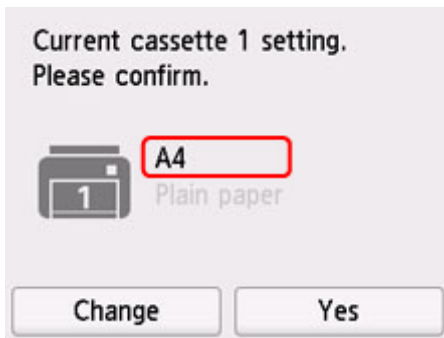 Current cassette 1 setting.
Please confirm.
A4
1
Plain paper
Change
Yes